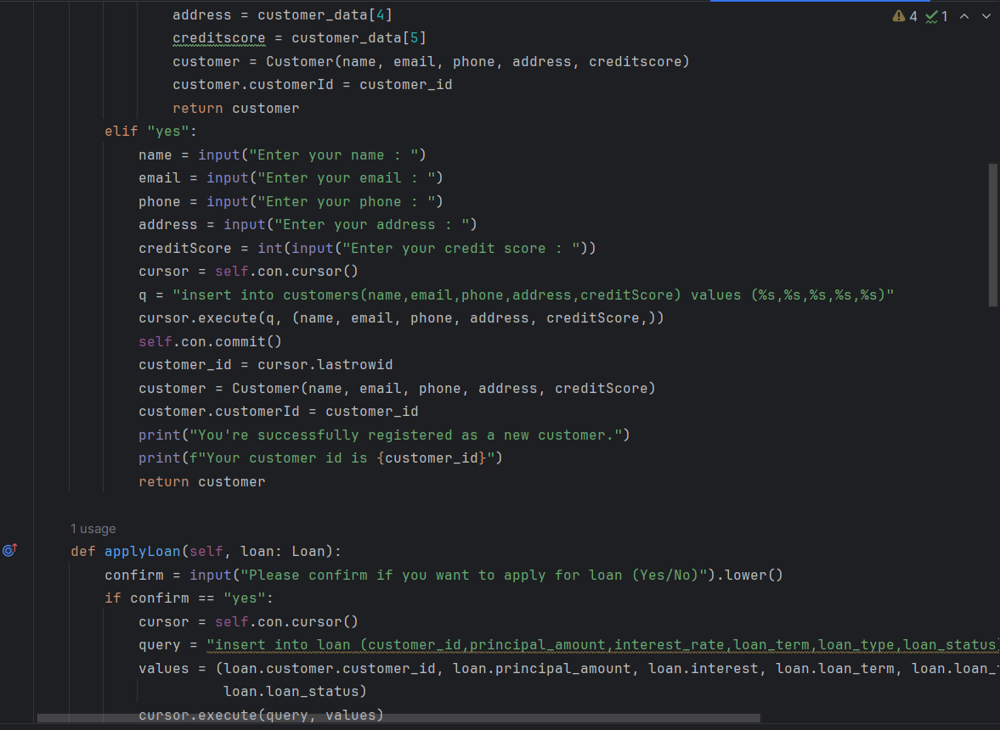 address = customer_data[4]
4 1
creditscore = customer_data[5]
customer = Customer(name, email, phone, address, creditscore)
customer.customerId = customer_id
return customer
elif "yes":
name = input("Enter your name : ")
email = input("Enter your email : ")
phone = input("Enter your phone : ")
address = input("Enter your address : ")
creditScore = int(input("Enter your credit score : "))
cursor = self.con.cursor()
q = "insert into customers(name,email,phone,address,creditScore) values (%s,%s,%s,%s,%s)"
cursor.execute(q, (name, email, phone, address, creditScore,))
self.con.commit()
customer_id = cursor.lastrowid
customer = Customer(name, email, phone, address, creditScore)
customer.customerId = customer_id
print("You're successfully registered as a new customer.")
print(f"Your customer id is {customer_id}")
return customer
1 usage
def applyLoan(self, loan: Loan):
confirm = input("Please confirm if you want to apply for loan (Yes/No)").lower()
if confirm == "yes":
cursor = self.con.cursor()
query = "insert into loan (customer_id,principal_amount,interest_rate,loan_term,loan_type,loan_status
values = (loan.customer.customer_id, loan.principal_amount, loan.interest, loan.loan_term, loan.loan_
loan.loan_status)
cursor.execute(query, values)